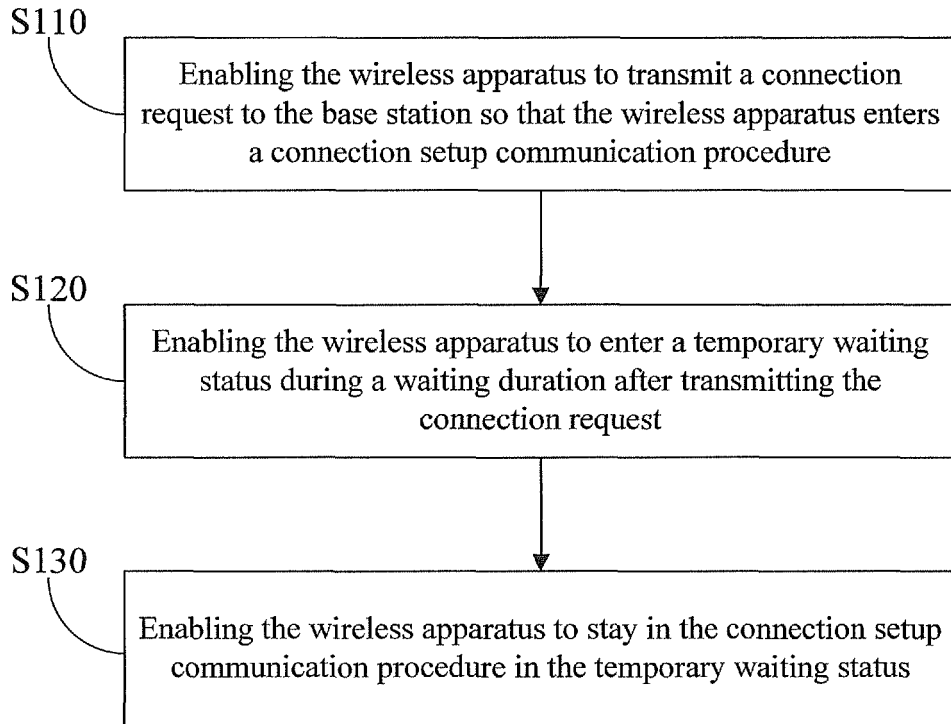 S110
Enabling the wireless apparatus to transmit a connection
request to the base station so that the wireless apparatus enters
a connection setup communication procedure
S120
Enabling the wireless apparatus to enter a temporary waiting
status during a waiting duration after transmitting the
connection request
S130
Enabling the wireless apparatus to stay in the connection setup
communication procedure in the temporary waiting status